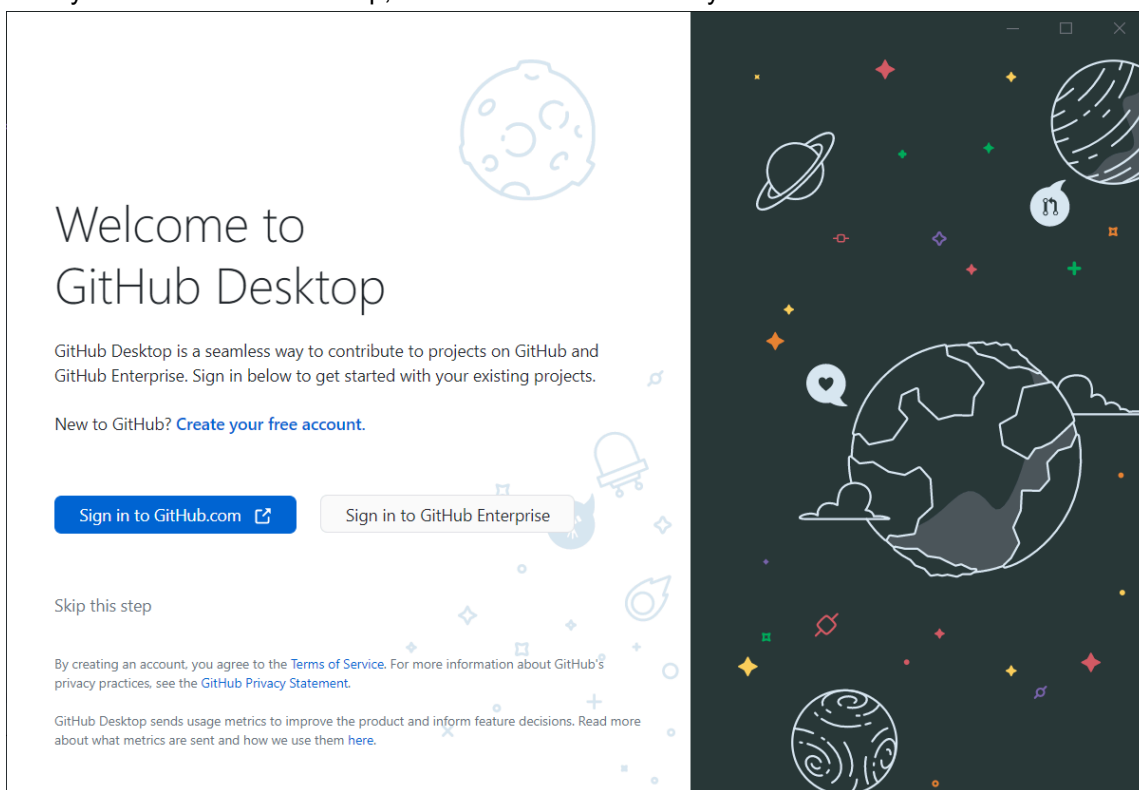 Welcome to
GitHub Desktop
GitHub Desktop is a seamless way to contribute to projects on GitHub and
GitHub Enterprise. Sign in below to get started with your existing projects.
New to GitHub? Create your free account.
Sign in to GitHub.com
Sign in to GitHub Enterprise
Skip this step
By creating an account, you agree to the Terms of Service. For more information about GitHub's
privacy practices, see the GitHub Privacy Statement.
GitHub Desktop sends usage metrics to improve the product and inform feature decisions. Read more
about what metrics are sent and how we use them here.